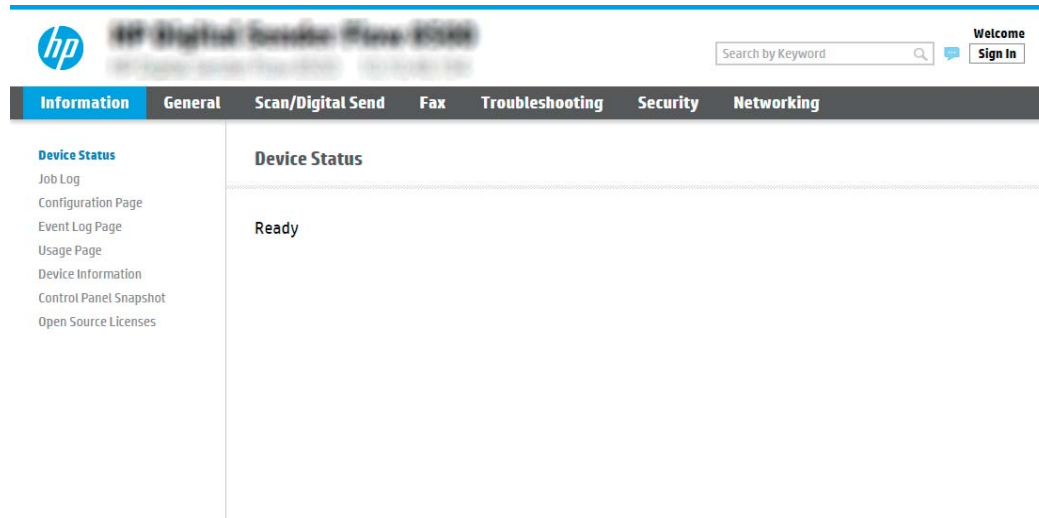 hp
Welcome
Search by Keyword
Sign In
Information General Scan/Digital Send Fax Troubleshooting Security Networking
Device Status
Job Log
Configuration Page
Event Log Page
Usage Page
Device Information
Control Panel Snapshot
Open Source Licenses
Device Status
Ready